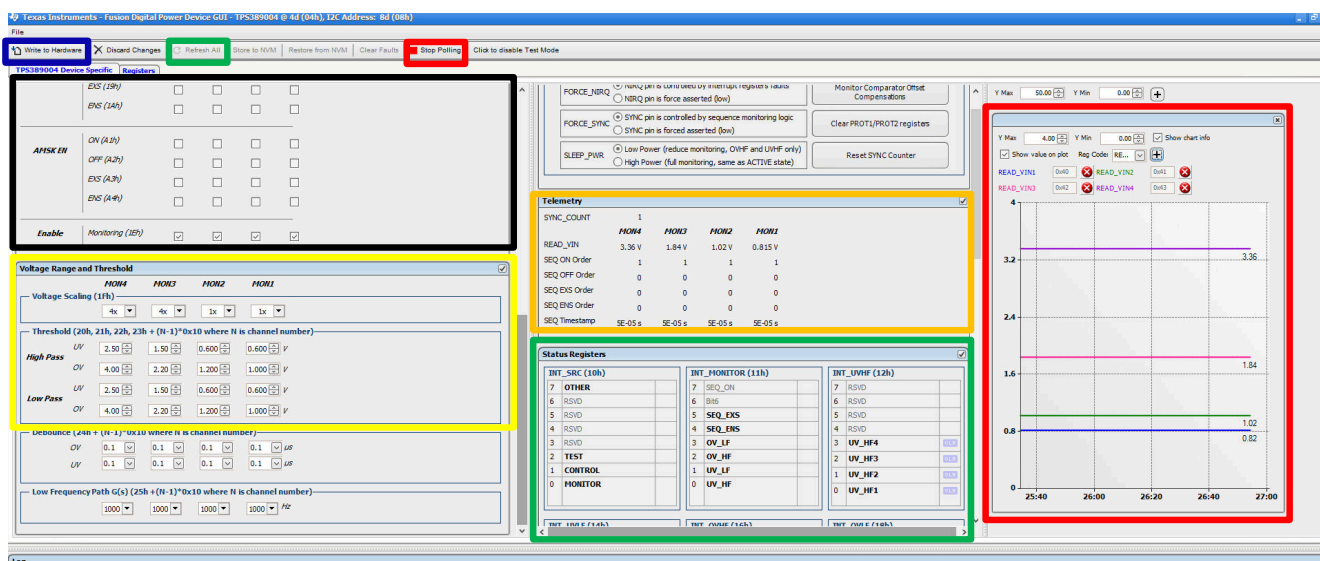 Texas Instruments - Fusion Digital Power Device GUI - TPS389004 @ 4d (04h), I2C Address: 8d (08h)
File
Write to Hardware Discard Changes Refresh All Store to NVM Restore from NVM Clear Faults Stop Polling Click to disable Test Mode
TPS389004 Device Specific Registers
EXS (19h)
ENS (1Ah)
AMSK EN
ON (A1h)
OFF (A2h)
EXS (A3h)
ENS (A4h)
Enable Monitoring (1Eh)
Voltage Range and Threshold
MON4 MON3 MON2 MON1
Voltage Scaling (1Fh)
4x 4x 1x 1x
Threshold (20h, 21h, 22h, 23h + (N-1)*0x10 where N is channel number)
High Pass
UV 2.50 1.50 0.600 0.600 V
OV 4.00 2.20 1.200 1.000 V
Low Pass
UV 2.50 1.50 0.600 0.600 V
OV 4.00 2.20 1.200 1.000 V
Debounce (24h + (N-1)*0x10 where N is channel number)
OV 0.1 0.1 0.1 0.1 µs
UV 0.1 0.1 0.1 0.1 µs
Low Frequency Path G(s) (25h +(N-1)*0x10 where N is channel number)
1000 1000 1000 1000 Hz
FORCE_NIRQ NIRQ pin is controlled by interrupt registers faults
NIRQ pin is force asserted (low)
Monitor Comparator Offset
Compensations
FORCE_SYNC SYNC pin is controlled by sequence monitoring logic
SYNC pin is forced asserted (low)
Clear PROT1/PROT2 registers
SLEEP_PWR Low Power (reduce monitoring, OVHF and UVHF only)
High Power (full monitoring, same as ACTIVE state)
Reset SYNC Counter
Telemetry
SYNC_COUNT 1
MON4 MON3 MON2 MON1
READ_VIN 3.36 V 1.84 V 1.02 V 0.815 V
SEQ ON Order 1 1 1 1
SEQ OFF Order 0 0 0 0
SEQ EXS Order 0 0 0 0
SEQ ENS Order 0 0 0 0
SEQ Timestamp 5E-05 s 5E-05 s 5E-05 s 5E-05 s
Status Registers
INT_SRC (10h)
7 OTHER
6 RSVD
5 RSVD
4 RSVD
3 RSVD
2 TEST
1 CONTROL
0 MONITOR
INT_MONITOR (11h)
7 SEQ_ON
6 Bit6
5 SEQ_EXS
4 SEQ_ENS
3 OV_LF
2 OV_HF
1 UV_LF
0 UV_HF
INT_UVHF (12h)
7 RSVD
6 RSVD
5 RSVD
4 RSVD
3 UV_HF4
2 UV_HF3
1 UV_HF2
0 UV_HF1
INT_UVLF (14h) INT_OVHF (16h) INT_OVLF (18h)
Y Max 50.00 Y Min 0.00
Y Max 4.00 Y Min 0.00 Show chart info
Show value on plot Reg Code: RE...
READ_VIN1 0x40 READ_VIN2 0x41
READ_VIN3 0x42 READ_VIN4 0x43
4
3.2
2.4
1.6
0.8
0
3.36
1.84
1.02
0.82
25:40 26:00 26:20 26:40 27:00
Log